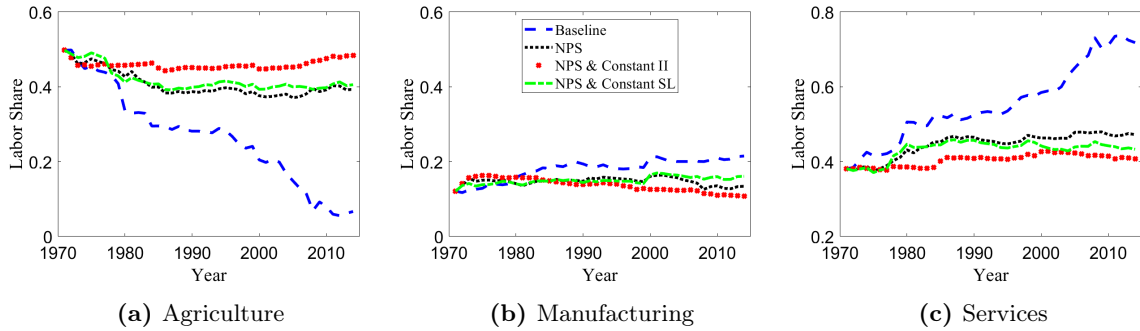 0.6
0.4
0.2
0
Labor Share
1970 1980 1990 2000 2010
Year
(a) Agriculture
0.6
0.4
0.2
0
Labor Share
Baseline
NPS
NPS & Constant II
NPS & Constant SL
1970 1980 1990 2000 2010
Year
(b) Manufacturing
0.8
0.6
0.4
0.2
Labor Share
1970 1980 1990 2000 2010
Year
(c) Services